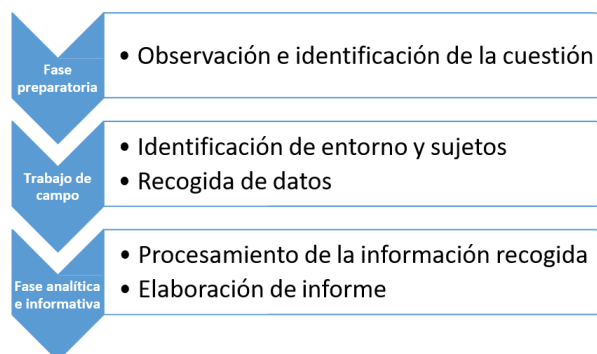 Fase
preparatoria
• Observación e identificación de la cuestión
Trabajo de
campo
• Identificación de entorno y sujetos
• Recogida de datos
Fase analítica
e informativa
• Procesamiento de la información recogida
• Elaboración de informe